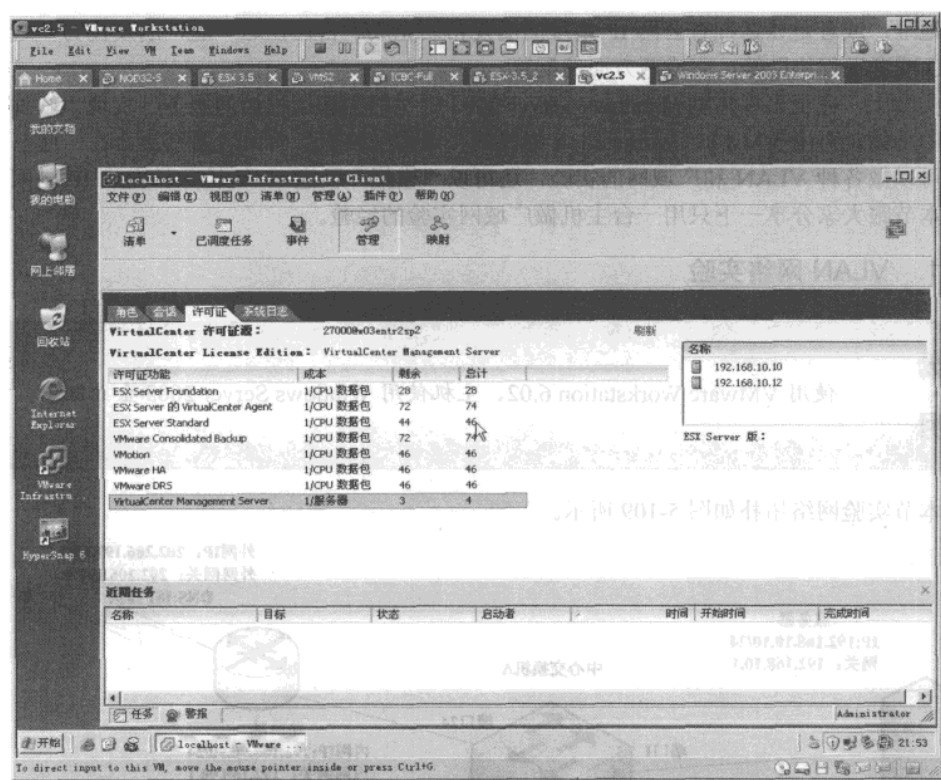 vc2.5 - VMware Workstation
File Edit View VM Team Windows Help
Home NOD32-S ESX 3.5 VMS2 ICBC-Full ESX-3.5_2 vc2.5 Windows Server 2003 Enterpri...
我的文档
我的电脑
网上邻居
回收站
Internet Explorer
VMware Infrastru...
HyperSnap 6
localhost - VMware Infrastructure Client
文件(F) 编辑(E) 视图(V) 清单(N) 管理(A) 插件(P) 帮助(H)
清单 已调度任务 事件 管理 映射
角色 会话 许可证 系统日志
VirtualCenter 许可证源: 27000@w03entr2sp2 刷新
VirtualCenter License Edition: VirtualCenter Management Server
许可证功能 成本 剩余 总计
ESX Server Foundation 1/CPU 数据包 28 28
ESX Server 的 VirtualCenter Agent 1/CPU 数据包 72 74
ESX Server Standard 1/CPU 数据包 44 46
VMware Consolidated Backup 1/CPU 数据包 72 74
VMotion 1/CPU 数据包 46 46
VMware HA 1/CPU 数据包 46 46
VMware DRS 1/CPU 数据包 46 46
VirtualCenter Management Server 1/服务器 3 4
名称
192.168.10.10
192.168.10.12
ESX Server 版:
近期任务
名称 目标 状态 启动者 时间 开始时间 完成时间
任务 警报 Administrator
开始 localhost - VMware ... 21:53
To direct input to this VM, move the mouse pointer inside or press Ctrl+G.